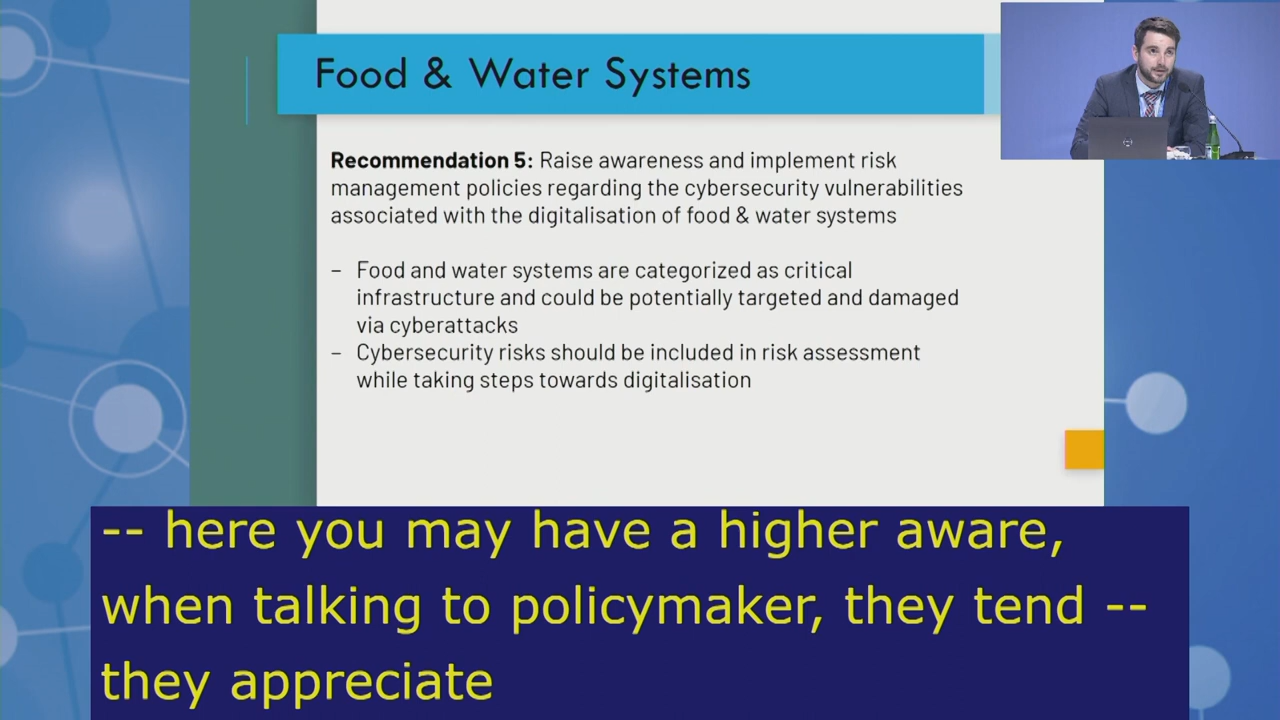 Food & Water Systems
Recommendation 5: Raise awareness and implement risk
management policies regarding the cybersecurity vulnerabilities
associated with the digitalisation of food & water systems
– Food and water systems are categorized as critical
infrastructure and could be potentially targeted and damaged
via cyberattacks
– Cybersecurity risks should be included in risk assessment
while taking steps towards digitalisation
-- here you may have a higher aware,
when talking to policymaker, they tend --
they appreciate